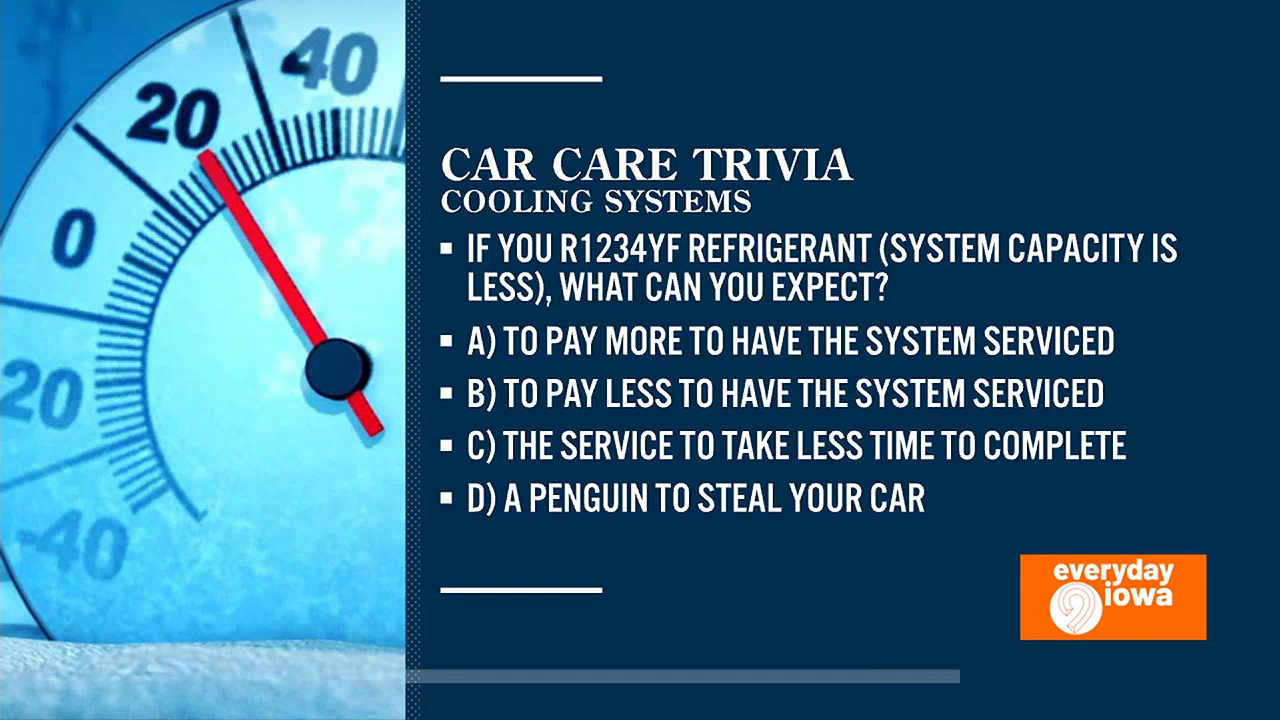 40
20
0
20
-40
CAR CARE TRIVIA
COOLING SYSTEMS
▪ IF YOU R1234YF REFRIGERANT (SYSTEM CAPACITY IS
LESS), WHAT CAN YOU EXPECT?
▪ A) TO PAY MORE TO HAVE THE SYSTEM SERVICED
▪ B) TO PAY LESS TO HAVE THE SYSTEM SERVICED
▪ C) THE SERVICE TO TAKE LESS TIME TO COMPLETE
▪ D) A PENGUIN TO STEAL YOUR CAR
everyday
9 iowa